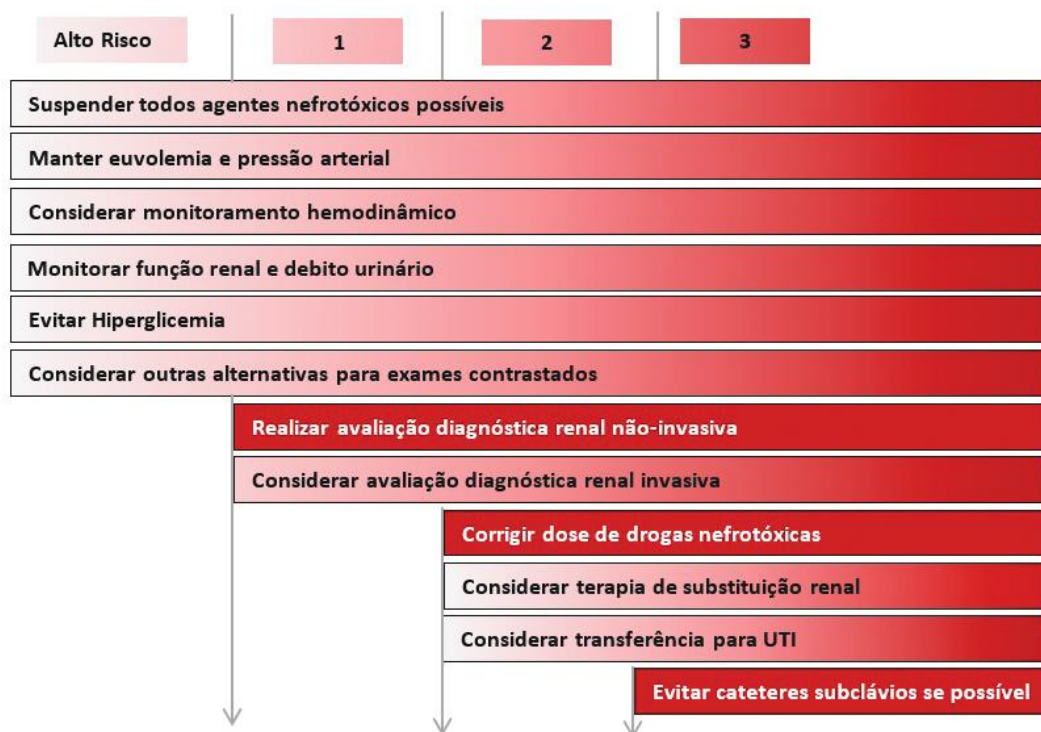 Alto Risco
1
2
3
Suspender todos agentes nefrotóxicos possíveis
Manter euvolemia e pressão arterial
Considerar monitoramento hemodinâmico
Monitorar função renal e debito urinário
Evitar Hiperglicemia
Considerar outras alternativas para exames contrastados
Realizar avaliação diagnóstica renal não-invasiva
Considerar avaliação diagnóstica renal invasiva
Corrigir dose de drogas nefrotóxicas
Considerar terapia de substituição renal
Considerar transferência para UTI
Evitar cateteres subclávios se possível